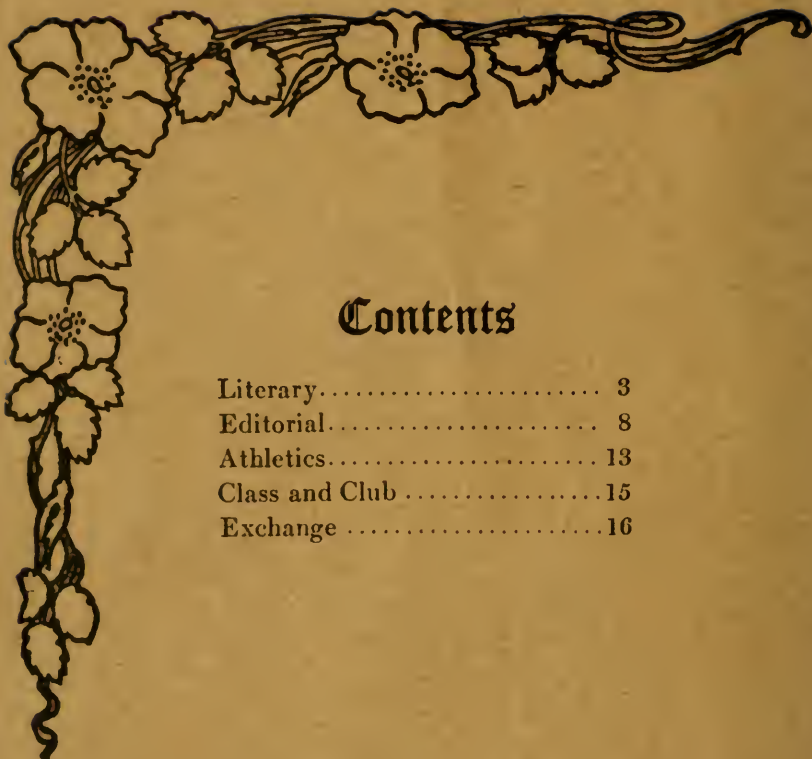 Contents
Literary........................ 3
Editorial....................... 8
Athletics.......................13
Class and Club .................15
Exchange .......................16